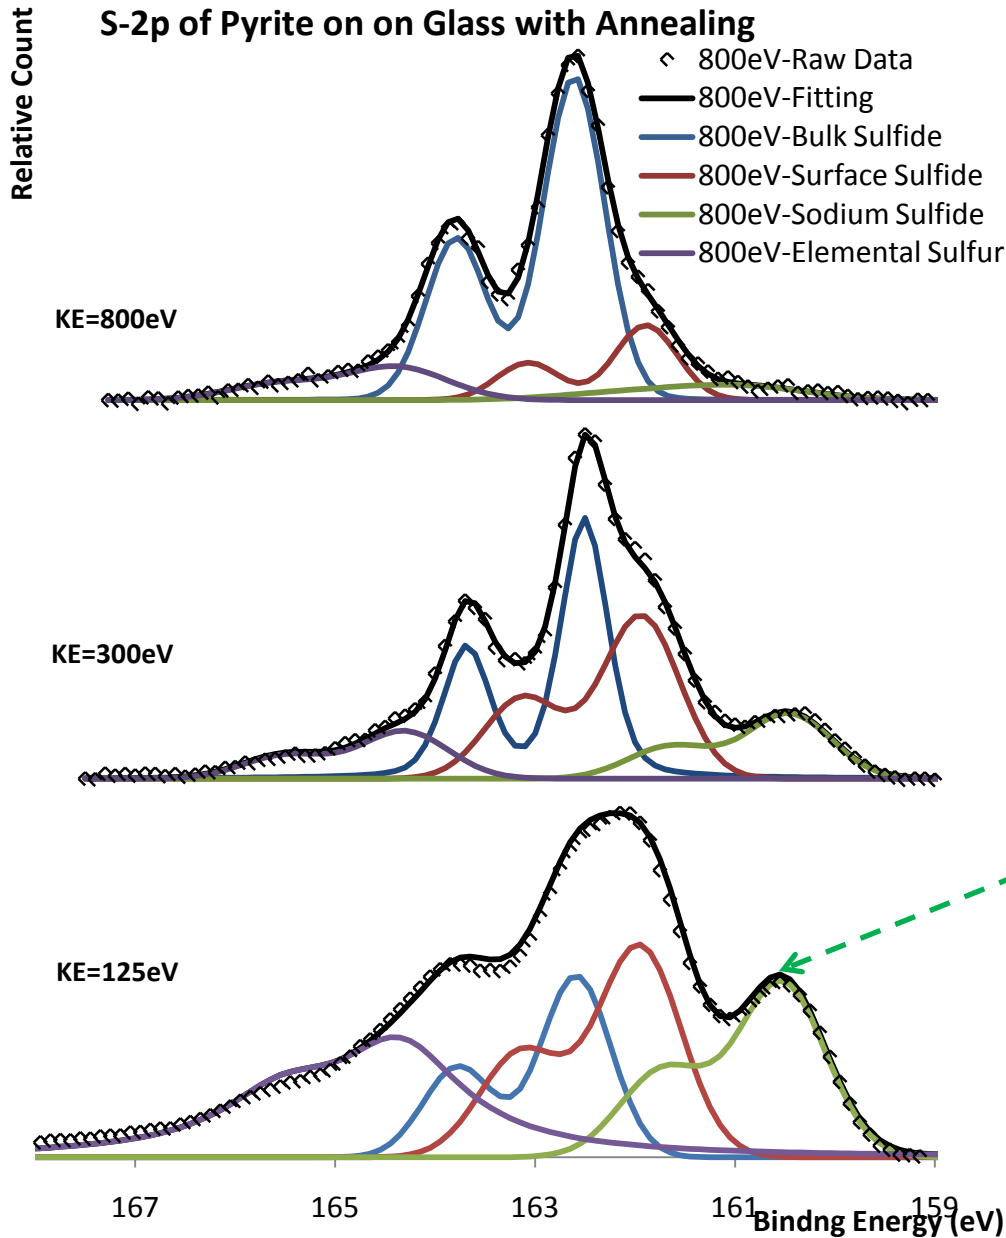 S-2p of Pyrite on on Glass with Annealing
Relative Count
800eV-Raw Data
800eV-Fitting
800eV-Bulk Sulfide
800eV-Surface Sulfide
800eV-Sodium Sulfide
800eV-Elemental Sulfur
KE=800eV
KE=300eV
KE=125eV
167 165 163 161 159
Bindng Energy (eV)